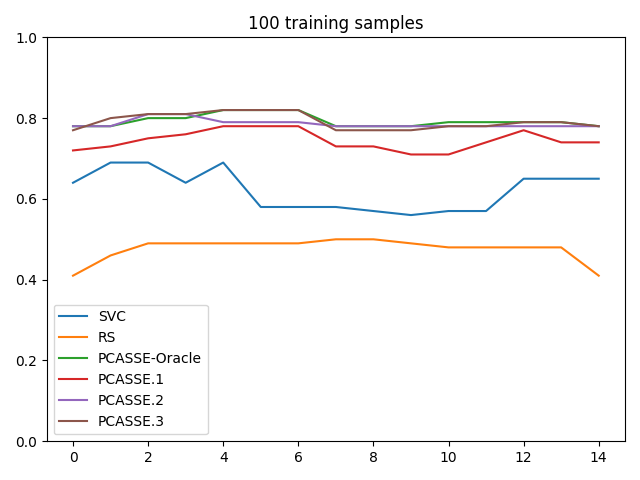 100 training samples
1.0
0.8
0.6
0.4
0.2
0.0
SVC
RS
PCASSE-Oracle
PCASSE.1
PCASSE.2
PCASSE.3
0 2 4 6 8 10 12 14